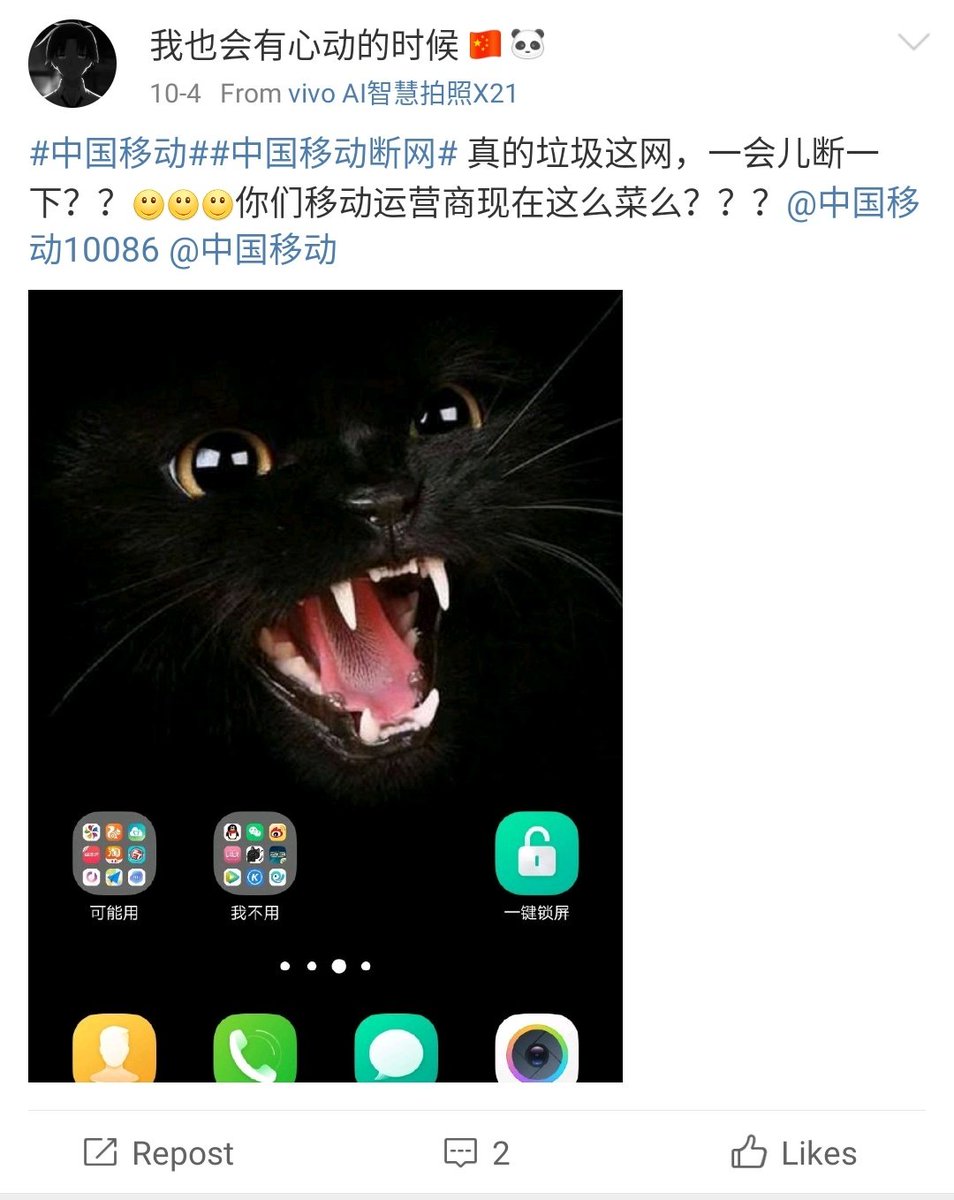 我也会有心动的时候🇨🇳🐼
10-4 From vivo AI智慧拍照X21
#中国移动##中国移动断网# 真的垃圾这网，一会儿断一
下？？🙂🙂🙂你们移动运营商现在这么菜么？？？@中国移
动10086 @中国移动
可能用 我不用 一键锁屏
Repost 2 Likes